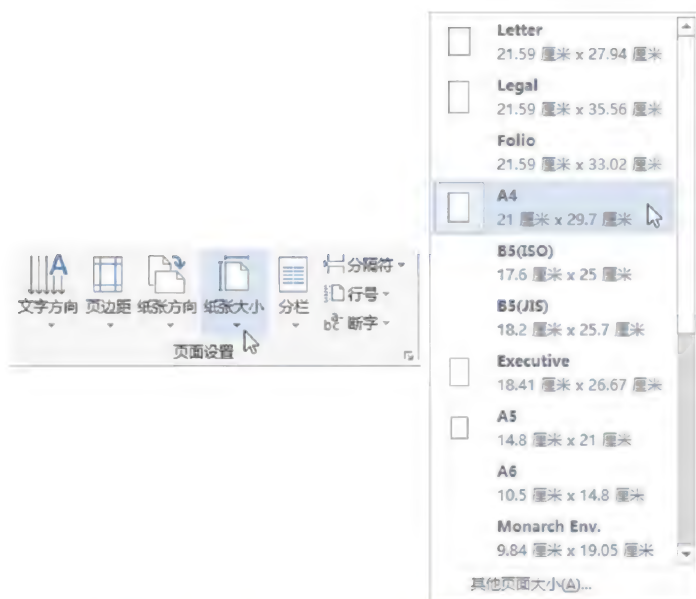 文字方向 页边距 纸张方向 纸张大小 分栏
分隔符
行号
断字
页面设置
Letter
21.59 厘米 x 27.94 厘米
Legal
21.59 厘米 x 35.56 厘米
Folio
21.59 厘米 x 33.02 厘米
A4
21 厘米 x 29.7 厘米
B5(ISO)
17.6 厘米 x 25 厘米
B5(JIS)
18.2 厘米 x 25.7 厘米
Executive
18.41 厘米 x 26.67 厘米
A5
14.8 厘米 x 21 厘米
A6
10.5 厘米 x 14.8 厘米
Monarch Env.
9.84 厘米 x 19.05 厘米
其他页面大小(A)...